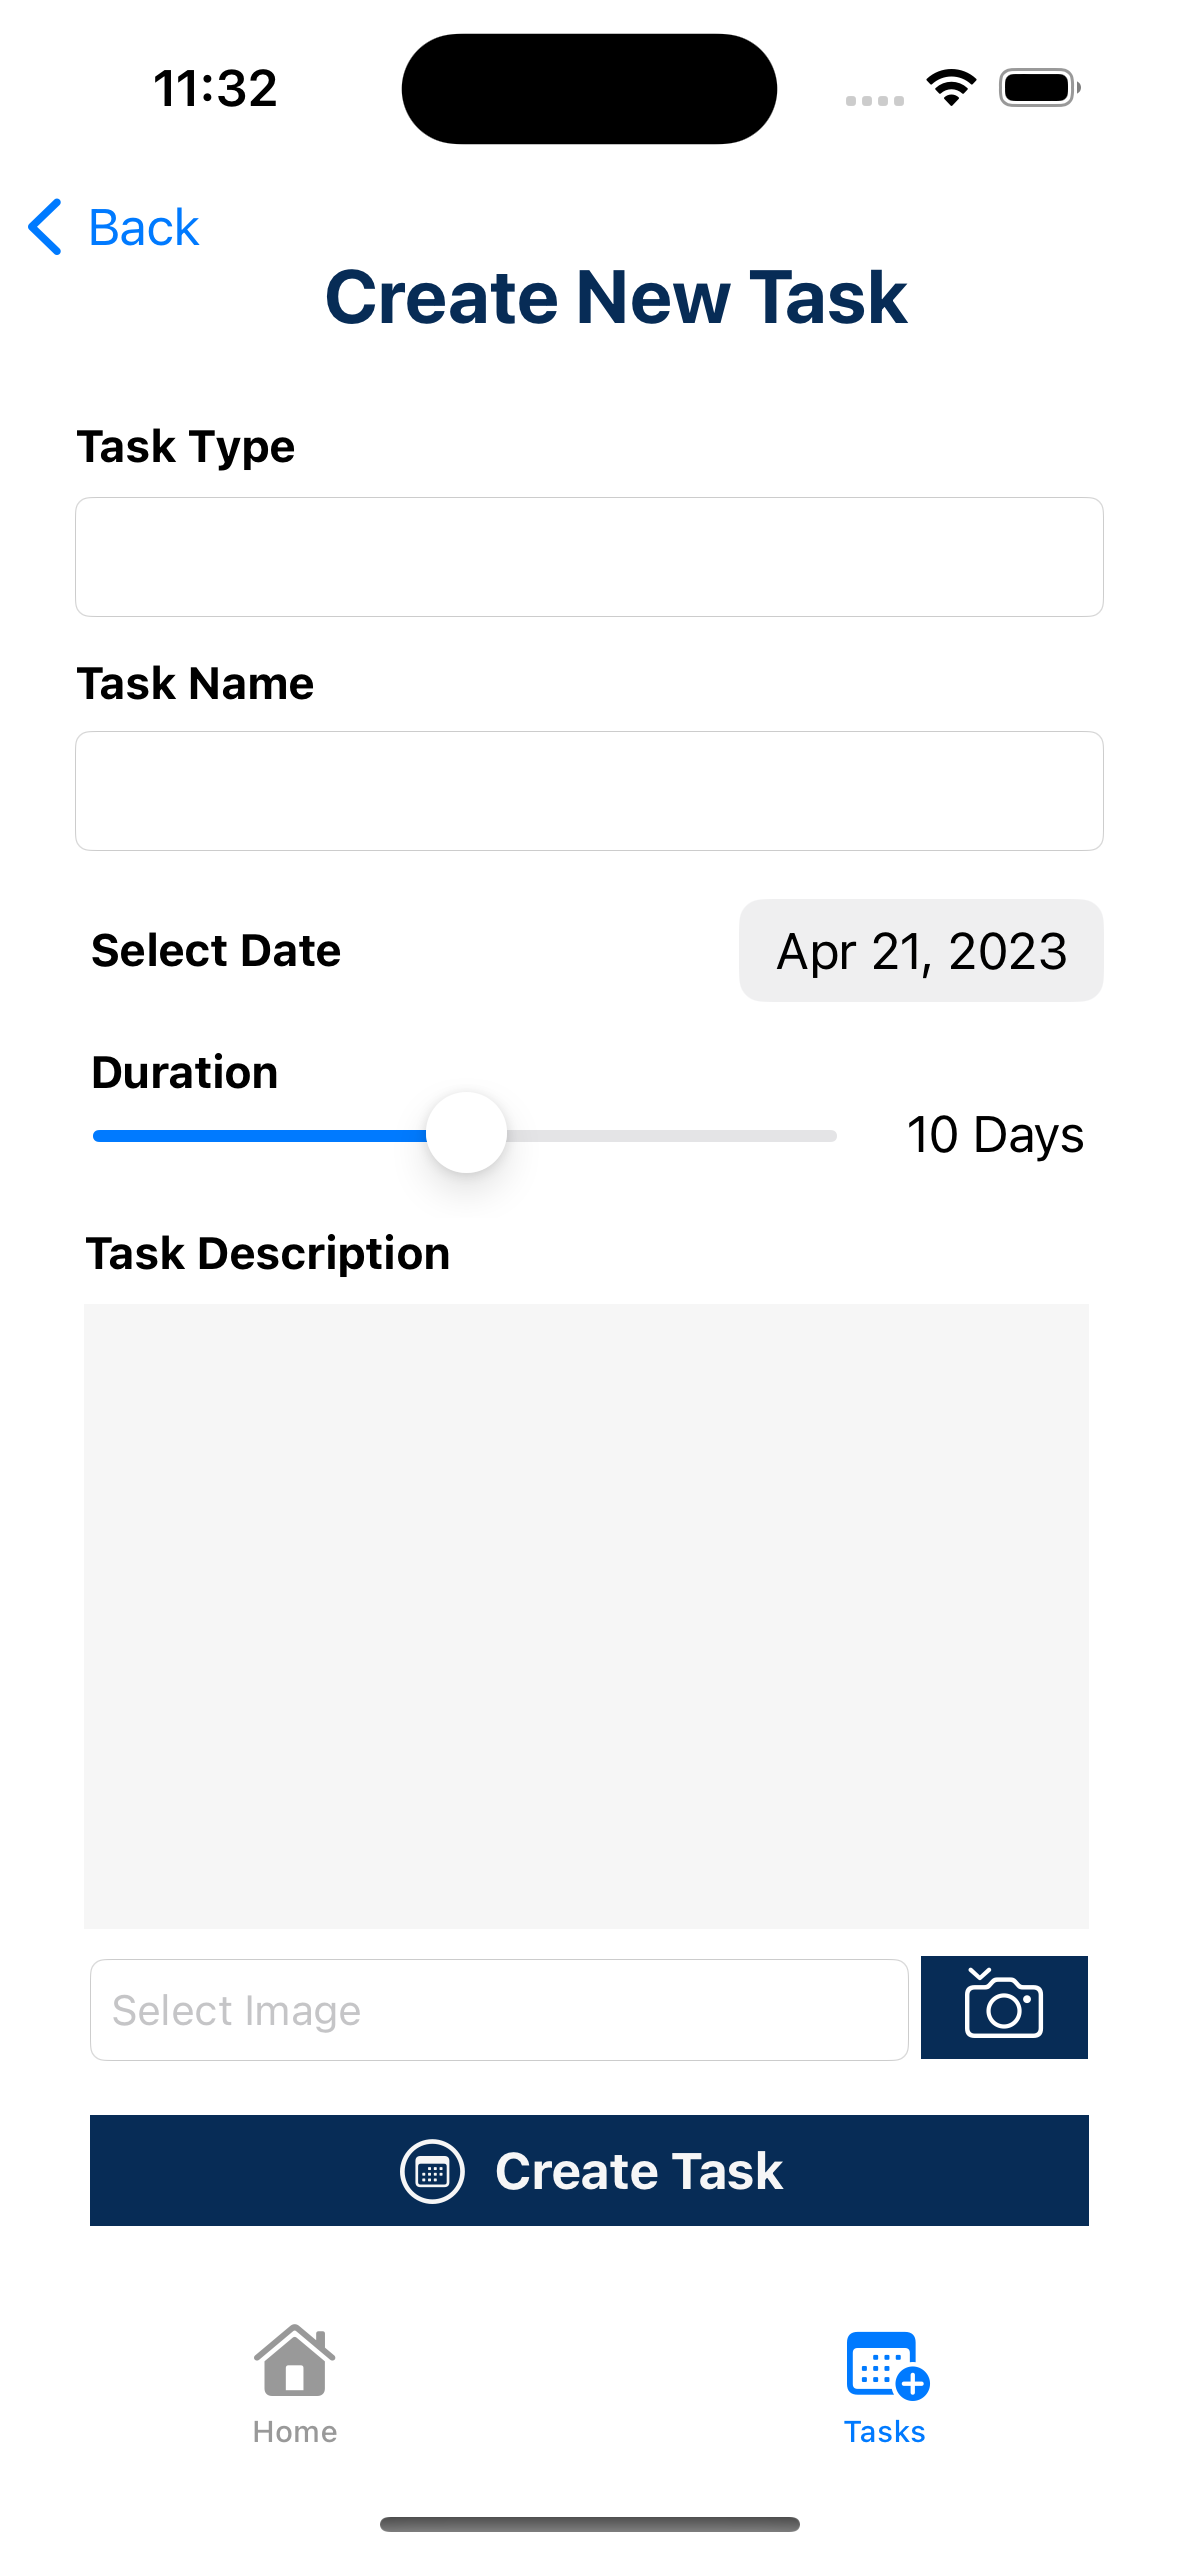 11:32
Back
Create New Task
Task Type
Task Name
Select Date
Apr 21, 2023
Duration
10 Days
Task Description
Select Image
Create Task
Home
Tasks